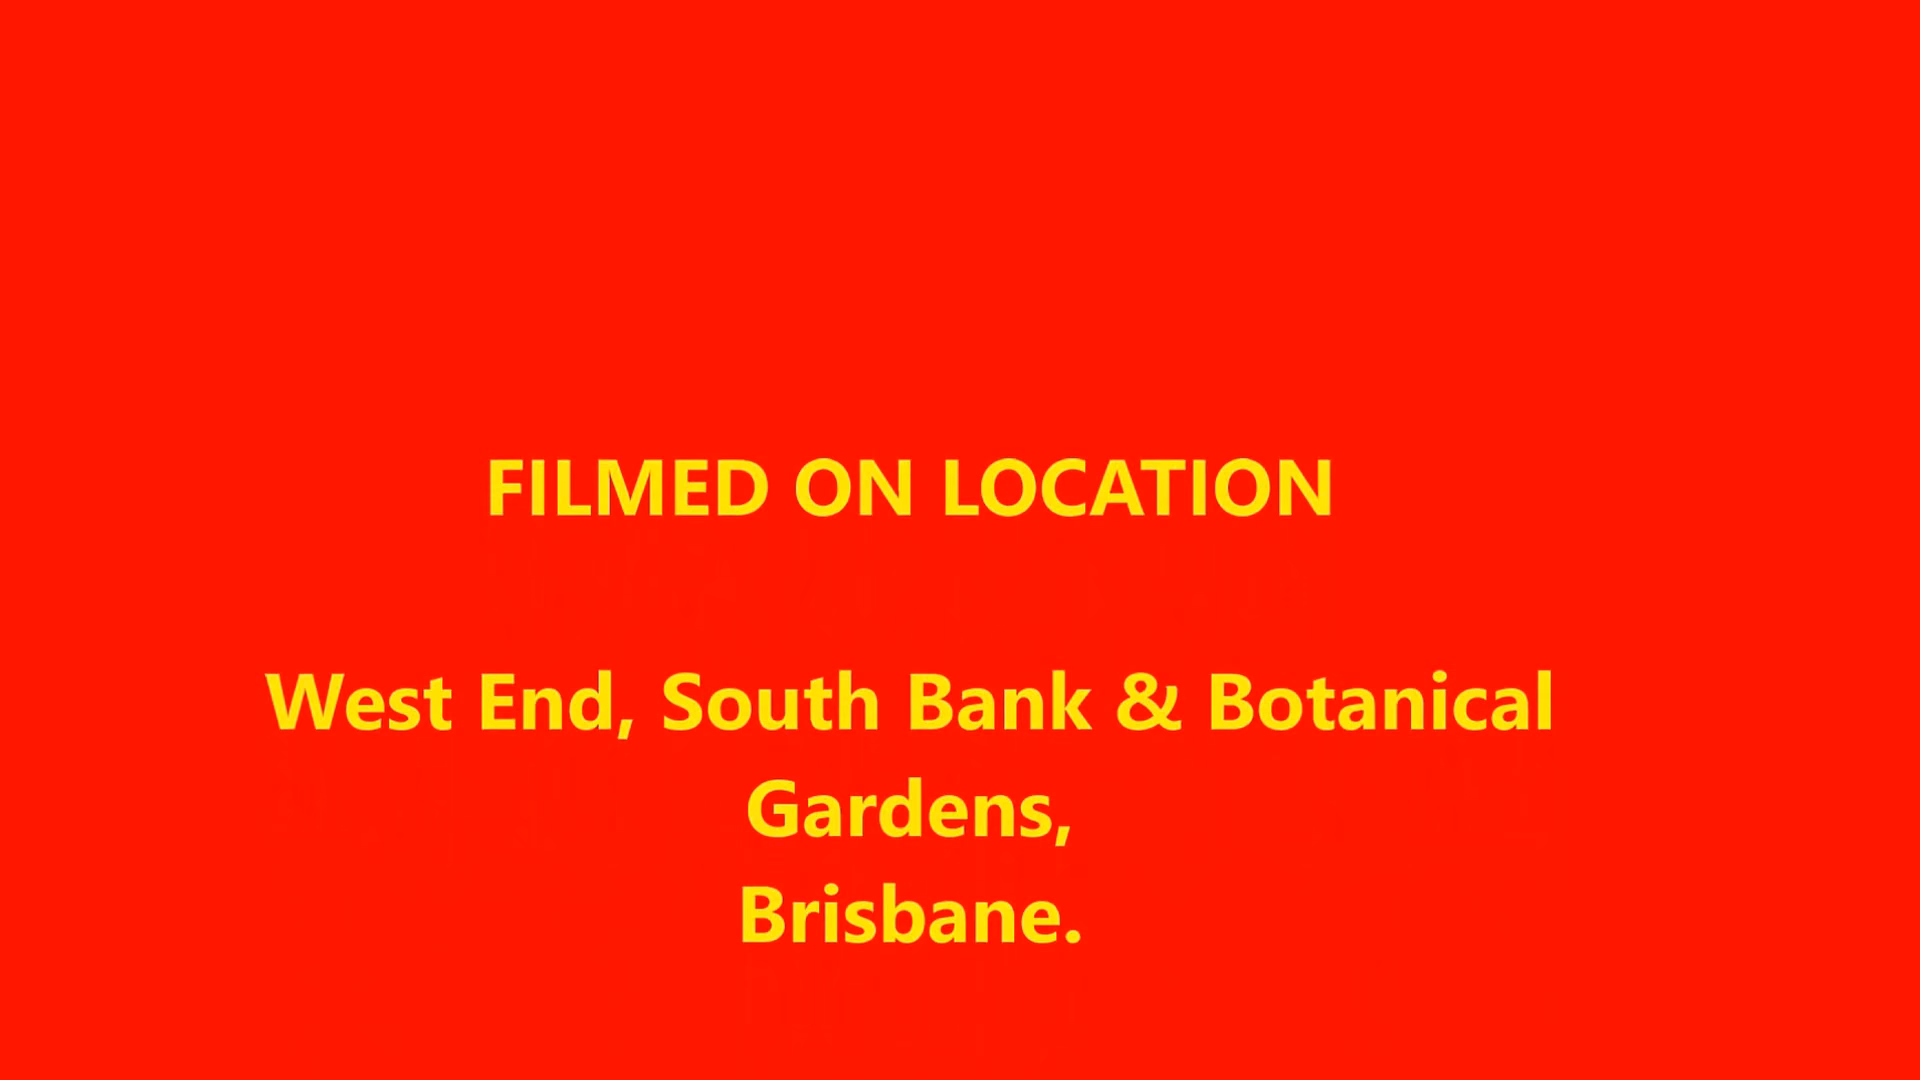 FILMED ON LOCATION
West End, South Bank & Botanical
Gardens,
Brisbane.